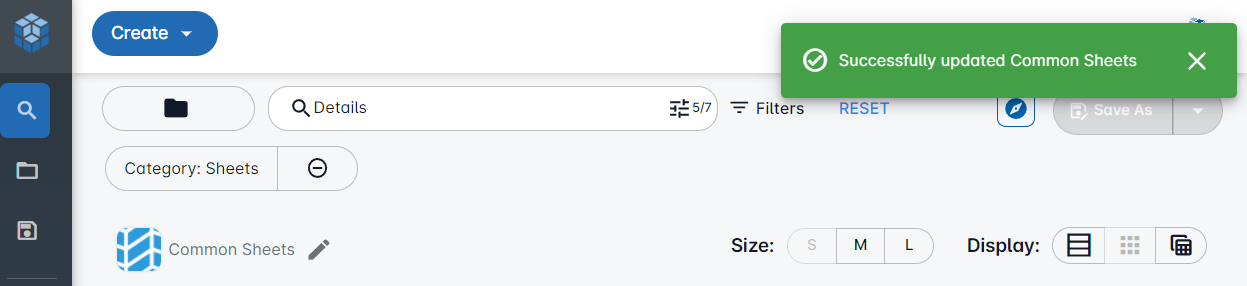 Create
Successfully updated Common Sheets
Details
5/7
Filters
RESET
Save As
Category: Sheets
Common Sheets
Size:
S
M
L
Display: